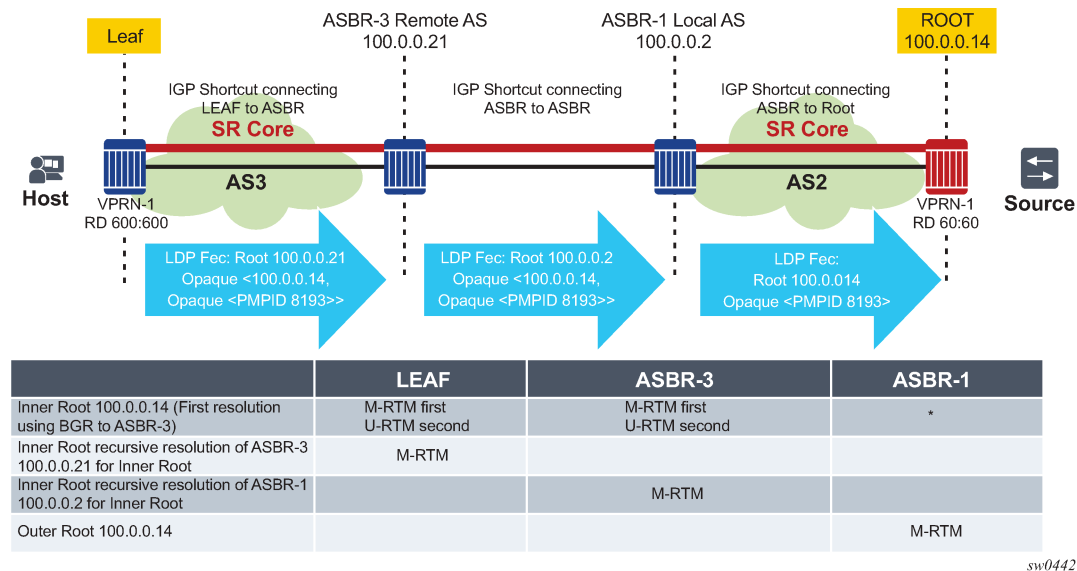 Leaf
ASBR-3 Remote AS
100.0.0.21
ASBR-1 Local AS
100.0.0.2
ROOT
100.0.0.14
IGP Shortcut connecting
LEAF to ASBR
IGP Shortcut connecting
ASBR to ASBR
IGP Shortcut connecting
ASBR to Root
SR Core
SR Core
AS3
AS2
Host
Source
VPRN-1
RD 600:600
VPRN-1
RD 60:60
LDP Fec: Root 100.0.0.21
Opaque <100.0.0.14,
Opaque <PMPID 8193>>
LDP Fec: Root 100.0.0.2
Opaque <100.0.0.14,
Opaque <PMPID 8193>>
LDP Fec:
Root 100.0.014
Opaque <PMPID 8193>
LEAF
ASBR-3
ASBR-1
Inner Root 100.0.0.14 (First resolution
using BGR to ASBR-3)
M-RTM first
U-RTM second
M-RTM first
U-RTM second
*
Inner Root recursive resolution of ASBR-3
100.0.0.21 for Inner Root
M-RTM
Inner Root recursive resolution of ASBR-1
100.0.0.2 for Inner Root
M-RTM
Outer Root 100.0.0.14
M-RTM
sw0442